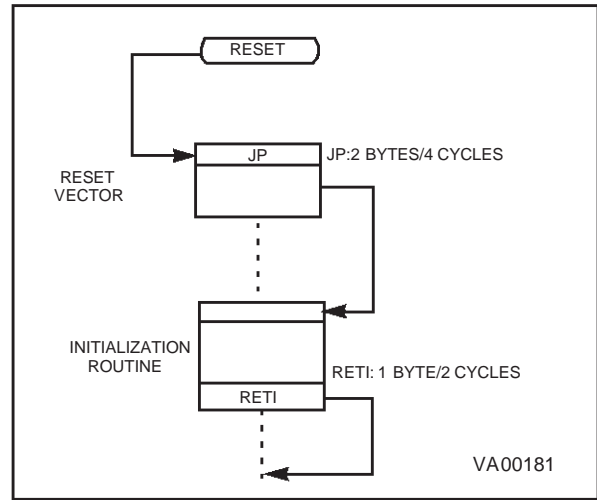 RESET
JP
JP:2 BYTES/4 CYCLES
RESET
VECTOR
INITIALIZATION
ROUTINE
RETI: 1 BYTE/2 CYCLES
RETI
VA00181